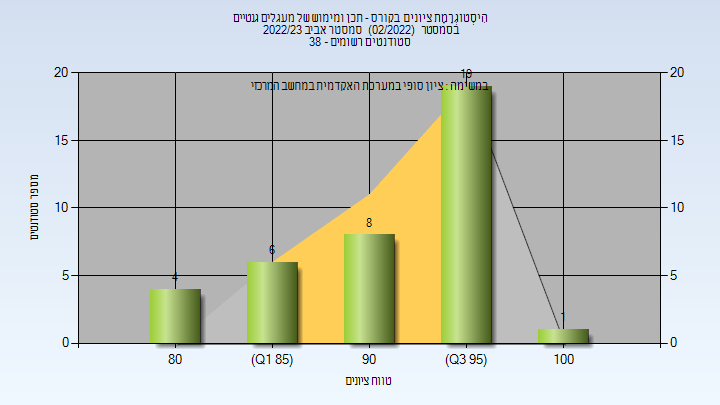 היסטוגרמת ציונים בקורס - תכן ומימוש של מעגלים גנטיים
בסמסטר (02/2022) סמסטר אביב 2022/23
סטודנטים רשומים - 38
במשימה: ציון סופי במערכת האקדמית במחשב המרכזי
מספר סטודנטים
20
15
10
5
0
20
15
10
5
0
4
6
8
19
1
80
(Q1 85)
90
(Q3 95)
100
טווח ציונים